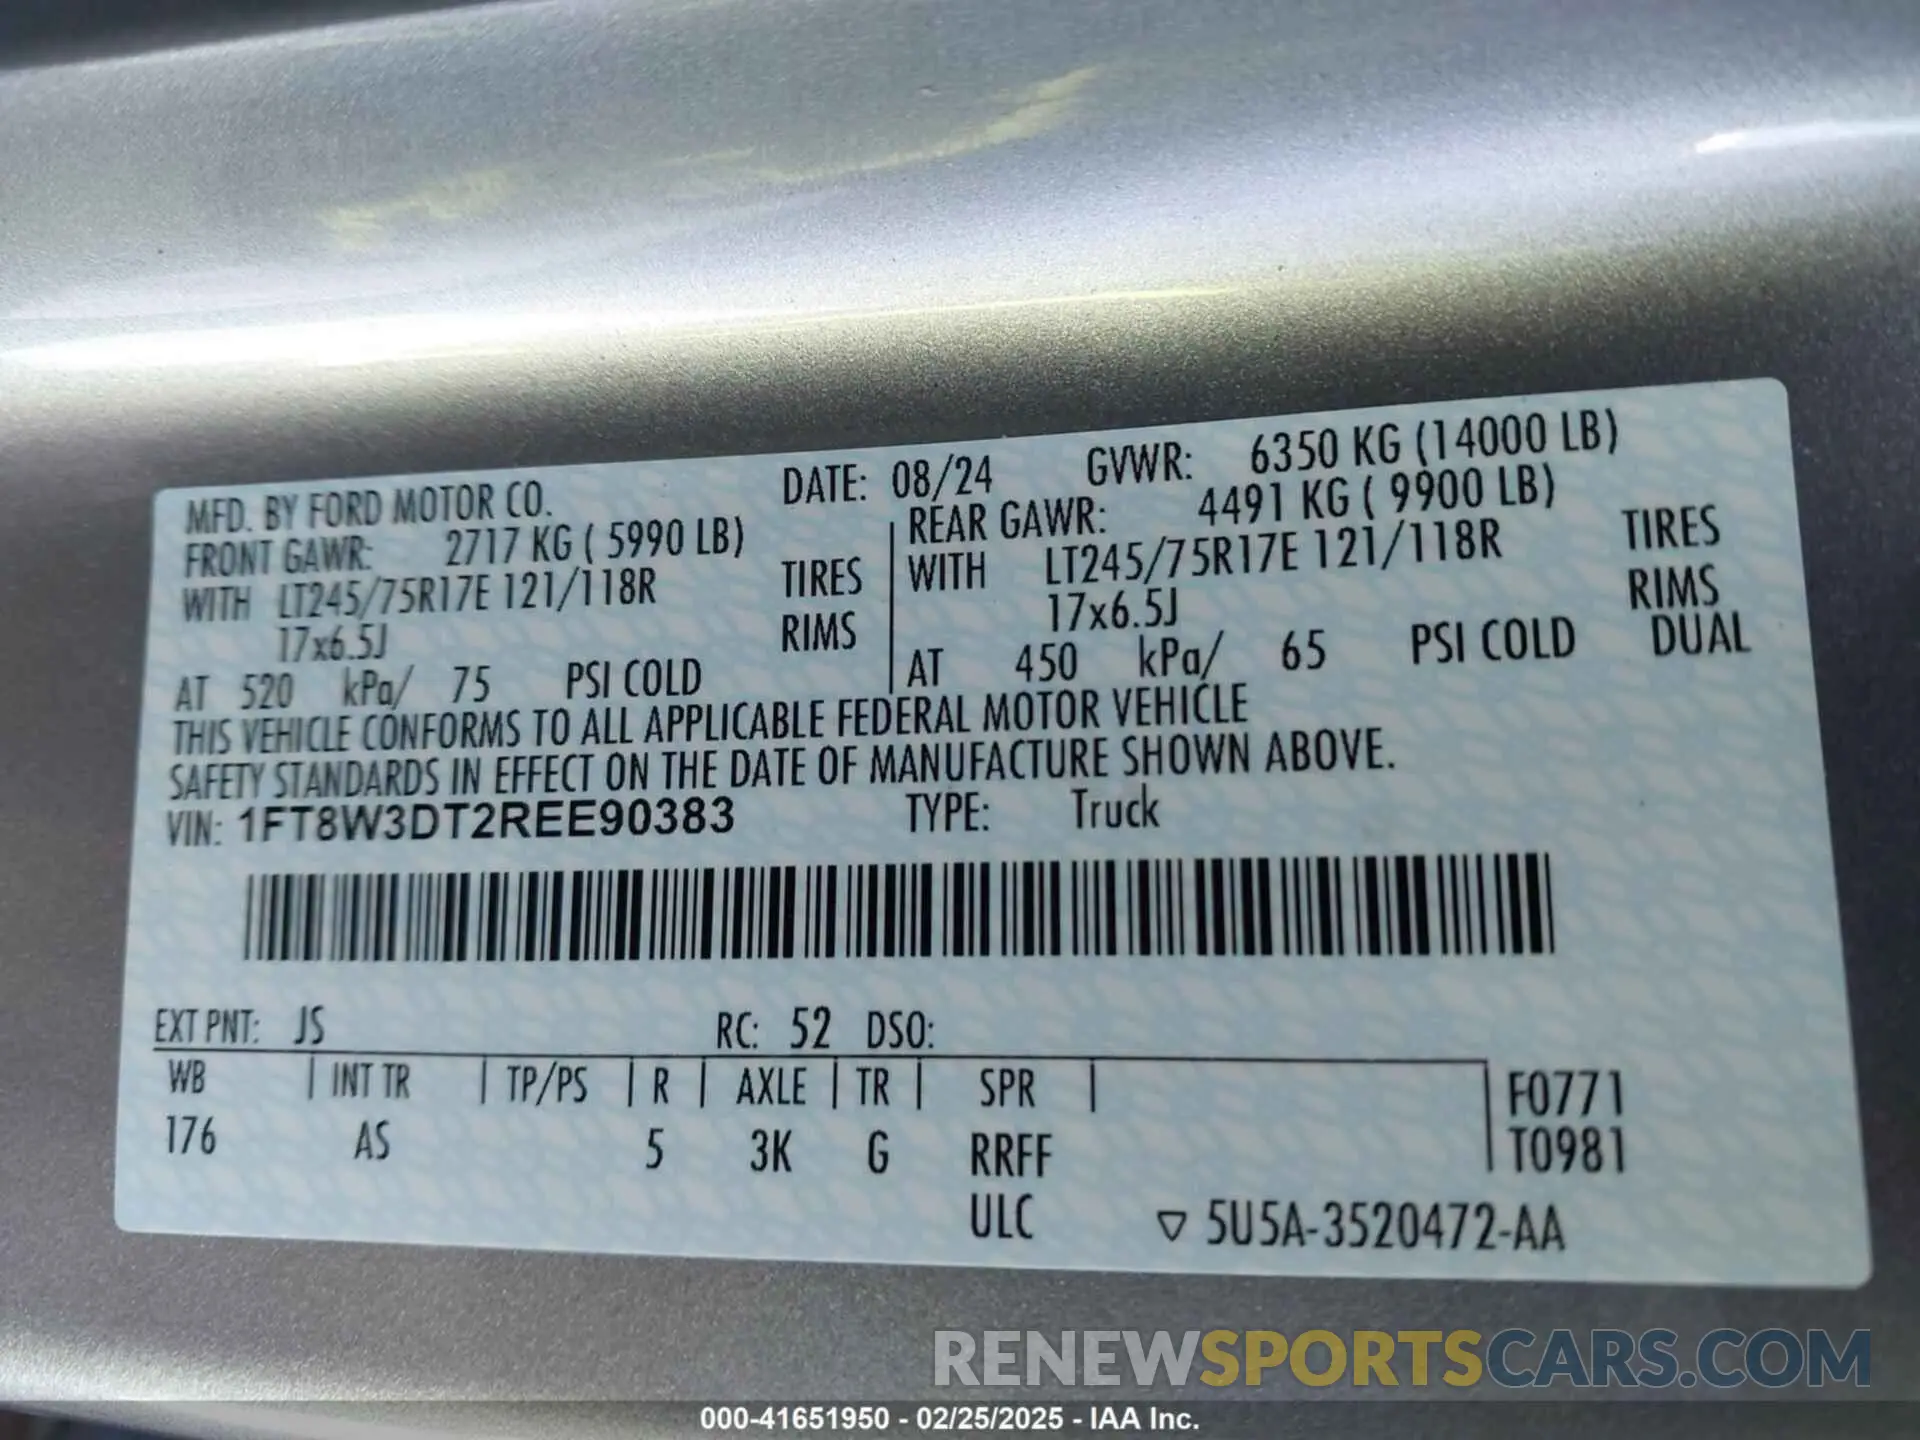 MFD. BY FORD MOTOR CO. DATE: 08/24 GVWR: 6350 KG (14000 LB)
FRONT GAWR: 2717 KG ( 5990 LB) REAR GAWR: 4491 KG ( 9900 LB)
WITH LT245/75R17E 121/118R TIRES WITH LT245/75R17E 121/118R TIRES
17x6.5J RIMS 17x6.5J RIMS
AT 520 kPa/ 75 PSI COLD AT 450 kPa/ 65 PSI COLD DUAL
THIS VEHICLE CONFORMS TO ALL APPLICABLE FEDERAL MOTOR VEHICLE
SAFETY STANDARDS IN EFFECT ON THE DATE OF MANUFACTURE SHOWN ABOVE.
VIN: 1FT8W3DT2REE90383 TYPE: Truck
EXT PNT: JS RC: 52 DSO:
WB | INT TR | TP/PS | R | AXLE | TR | SPR | F0771
176 AS 5 3K G RRFF T0981
ULC ▽ 5U5A-3520472-AA
RENEWSPORTSCARS.COM
000-41651950 - 02/25/2025 - IAA Inc.